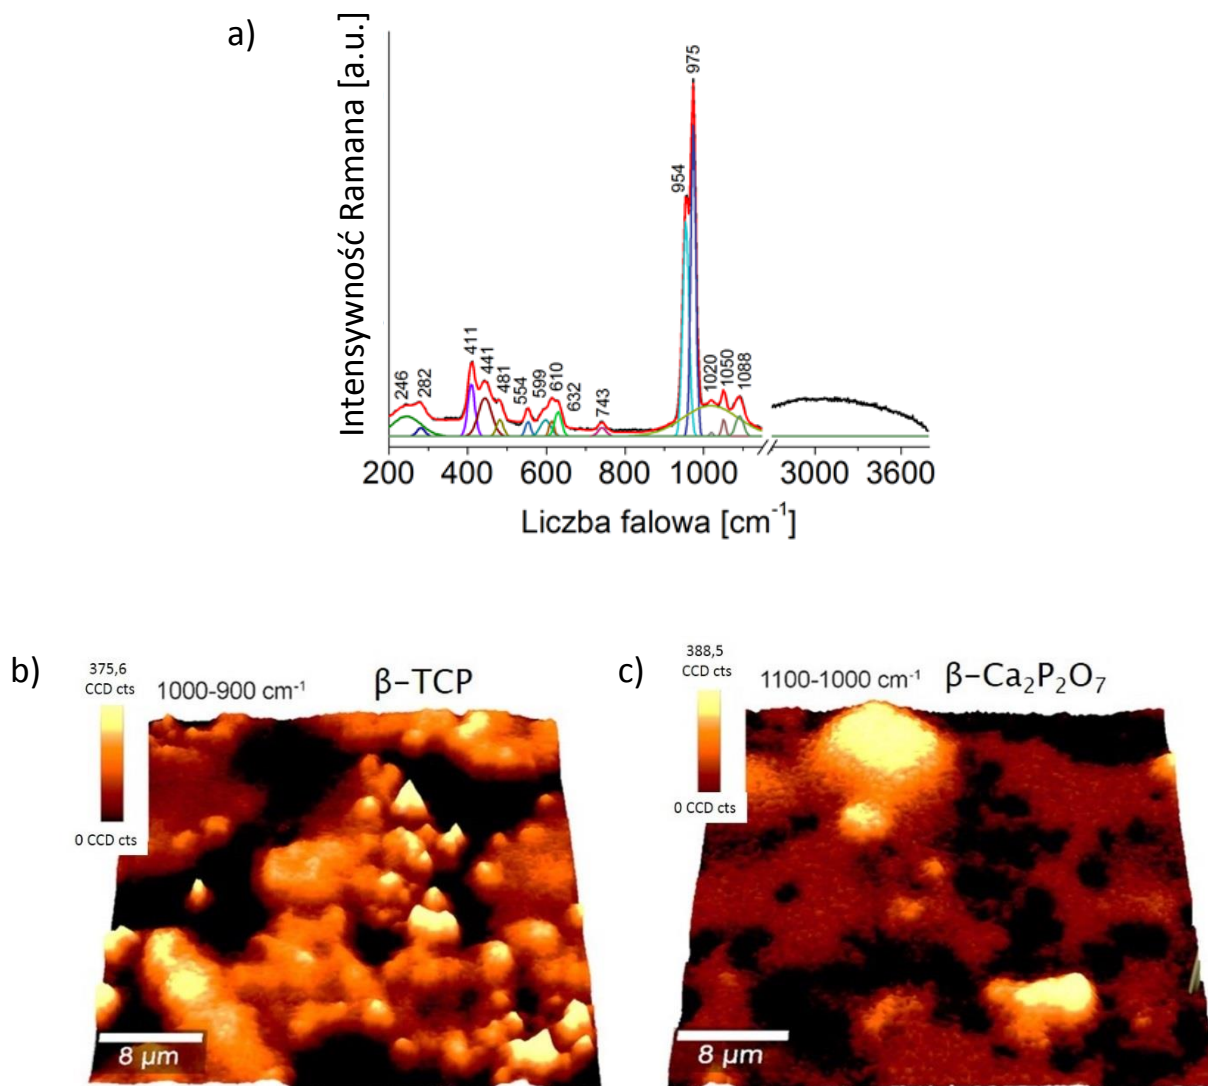 a)
Intensywność Ramana [a.u.]
246
282
411
441
481
554
599
610
632
743
954
975
1020
1050
1088
200 400 600 800 1000 3000 3600
Liczba falowa [cm⁻¹]
b)
375,6
CCD cts
1000-900 cm⁻¹
β–TCP
0 CCD cts
8 µm
c)
388,5
CCD cts
1100-1000 cm⁻¹
β–Ca₂P₂O₇
0 CCD cts
8 µm